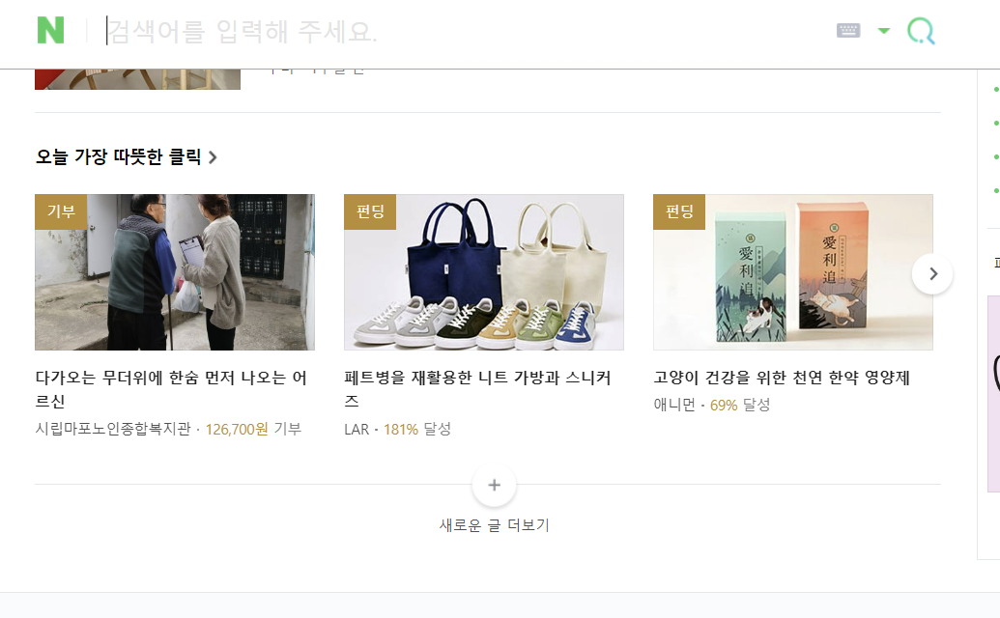 N
검색어를 입력해 주세요.
오늘 가장 따뜻한 클릭
기부
다가오는 무더위에 한숨 먼저 나오는 어
르신
시립마포노인종합복지관 · 126,700원 기부
펀딩
페트병을 재활용한 니트 가방과 스니커
즈
LAR · 181% 달성
펀딩
愛利追
愛利追
고양이 건강을 위한 천연 한약 영양제
애니먼 · 69% 달성
새로운 글 더보기